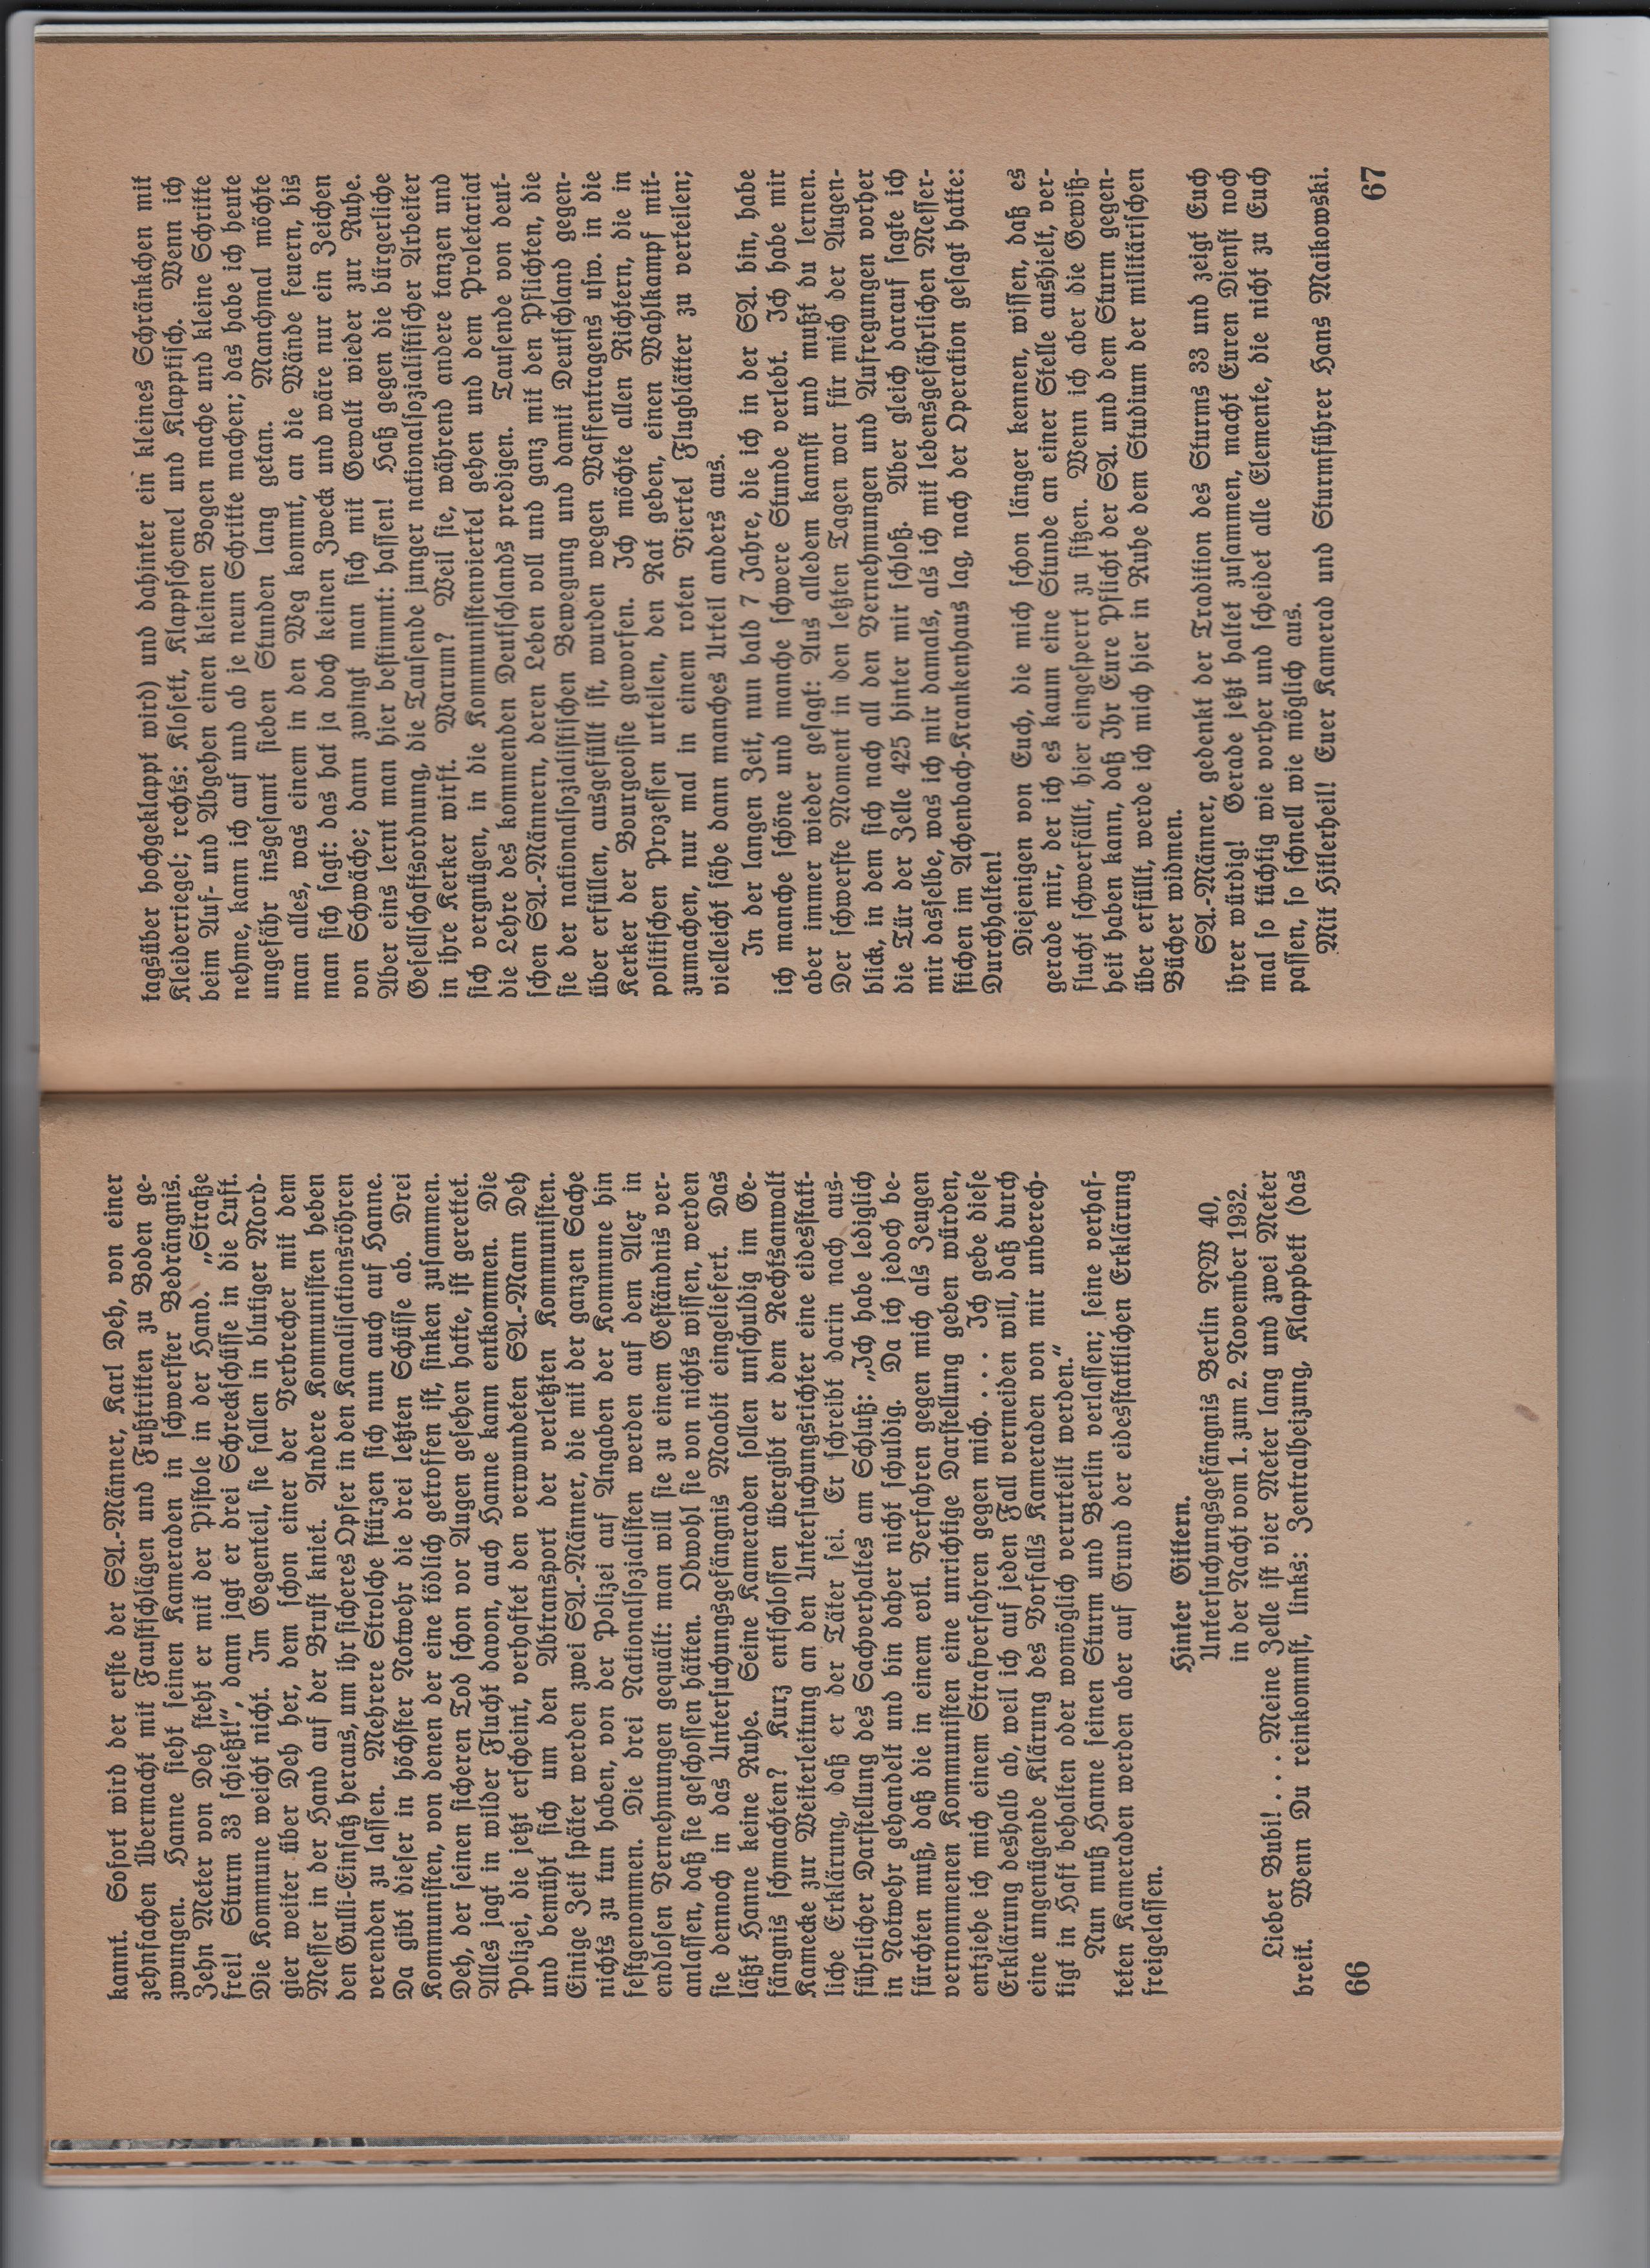 kannt. Sofort wird der erste der SA.-Männer, Karl Deh, von einer
zehnfachen Übermacht mit Faustschlägen und Fußtritten zu Boden ge-
zwungen. Hanne sieht seinen Kameraden in schwerster Bedrängnis.
Zehn Meter von Deh steht er mit der Pistole in der Hand. „Straße
frei! Sturm 33 schießt!“, dann jagt er drei Schreckschüsse in die Luft.
Die Kommune weicht nicht. Im Gegenteil, sie fallen in blutiger Mord-
gier weiter über Deh her, dem schon einer der Verbrecher mit dem
Messer in der Hand auf der Brust kniet. Andere Kommunisten heben
den Gulli-Einsatz heraus, um ihr sicheres Opfer in den Kanalisationsröhren
verenden zu lassen. Mehrere Strolche stürzen sich nun auch auf Hanne.
Da gibt dieser in höchster Notwehr die drei letzten Schüsse ab. Drei
Kommunisten, von denen der eine tödlich getroffen ist, sinken zusammen.
Deh, der seinen sicheren Tod schon vor Augen gesehen hatte, ist gerettet.
Alles jagt in wilder Flucht davon, auch Hanne kann entkommen. Die
Polizei, die jetzt erscheint, verhaftet den verwundeten SA.-Mann Deh
und bemüht sich um den Abtransport der verletzten Kommunisten.
Einige Zeit später werden zwei SA.-Männer, die mit der ganzen Sache
nichts zu tun haben, von der Polizei auf Angaben der Kommune hin
festgenommen. Die drei Nationalsozialisten werden auf dem Alex in
endlosen Vernehmungen gequält: man will sie zu einem Geständnis ver-
anlassen, daß sie geschossen hätten. Obwohl sie von nichts wissen, werden
sie dennoch in das Untersuchungsgefängnis Moabit eingeliefert. Das
läßt Hanne keine Ruhe. Seine Kameraden sollen unschuldig im Ge-
fängnis schmachten? Kurz entschlossen übergibt er dem Rechtsanwalt
Kamecke zur Weiterleitung an den Untersuchungsrichter eine eidesstatt-
liche Erklärung, daß er der Täter sei. Er schreibt darin nach aus-
führlicher Darstellung des Sachverhaltes am Schluß: „Ich habe lediglich
in Notwehr gehandelt und bin daher nicht schuldig. Da ich jedoch be-
fürchten muß, daß die in einem evtl. Verfahren gegen mich als Zeugen
vernommenen Kommunisten eine unrichtige Darstellung geben würden,
entziehe ich mich einem Strafverfahren gegen mich. . . . Ich gebe diese
Erklärung deshalb ab, weil ich auf jeden Fall vermeiden will, daß durch
eine ungenügende Klärung des Vorfalls Kameraden von mir unberech-
tigt in Haft behalten oder womöglich verurteilt werden.“
Nun muß Hanne seinen Sturm und Berlin verlassen; seine verhaf-
teten Kameraden werden aber auf Grund der eidesstattlichen Erklärung
freigelassen.
Hinter Gittern.
Untersuchungsgefängnis Berlin NW 40,
in der Nacht vom 1. zum 2. November 1932.
Lieber Bubi! . . . Meine Zelle ist vier Meter lang und zwei Meter
breit. Wenn Du reinkommst, links: Zentralheizung, Klappbett (das
66
tagsüber hochgeklappt wird) und dahinter ein kleines Schränkchen mit
Kleiderriegel; rechts: Klosett, Klappschemel und Klapptisch. Wenn ich
beim Auf- und Abgehen einen kleinen Bogen mache und kleine Schritte
nehme, kann ich auf und ab je neun Schritte machen; das habe ich heute
ungefähr insgesamt sieben Stunden lang getan. Manchmal möchte
man alles, was einem in den Weg kommt, an die Wände feuern, bis
man sich sagt: das hat ja doch keinen Zweck und wäre nur ein Zeichen
von Schwäche; dann zwingt man sich mit Gewalt wieder zur Ruhe.
Aber eins lernt man hier bestimmt: hassen! Haß gegen die bürgerliche
Gesellschaftsordnung, die Tausende junger nationalsozialistischer Arbeiter
in ihre Kerker wirft. Warum? Weil sie, während andere tanzen und
sich vergnügen, in die Kommunistenviertel gehen und dem Proletariat
die Lehre des kommenden Deutschlands predigen. Tausende von deut-
schen SA.-Männern, deren Leben voll und ganz mit den Pflichten, die
sie der nationalsozialistischen Bewegung und damit Deutschland gegen-
über erfüllen, ausgefüllt ist, wurden wegen Waffentragens usw. in die
Kerker der Bourgeoisie geworfen. Ich möchte allen Richtern, die in
politischen Prozessen urteilen, den Rat geben, einen Wahlkampf mit-
zumachen, nur mal in einem roten Viertel Flugblätter zu verteilen;
vielleicht sähe dann manches Urteil anders aus.
In der langen Zeit, nun bald 7 Jahre, die ich in der SA. bin, habe
ich manche schöne und manche schwere Stunde verlebt. Ich habe mir
aber immer wieder gesagt: Aus alledem kannst und mußt du lernen.
Der schwerste Moment in den letzten Tagen war für mich der Augen-
blick, in dem sich nach all den Vernehmungen und Aufregungen vorher
die Tür der Zelle 425 hinter mir schloß. Aber gleich darauf sagte ich
mir dasselbe, was ich mir damals, als ich mit lebensgefährlichen Messer-
stichen im Achenbach-Krankenhaus lag, nach der Operation gesagt hatte:
Durchhalten!
Diejenigen von Euch, die mich schon länger kennen, wissen, daß es
gerade mir, der ich es kaum eine Stunde an einer Stelle aushielt, ver-
flucht schwerfällt, hier eingesperrt zu sitzen. Wenn ich aber die Gewiß-
heit haben kann, daß Ihr Eure Pflicht der SA. und dem Sturm gegen-
über erfüllt, werde ich mich hier in Ruhe dem Studium der militärischen
Bücher widmen.
SA.-Männer, gedenkt der Tradition des Sturms 33 und zeigt Euch
ihrer würdig! Gerade jetzt haltet zusammen, macht Euren Dienst noch
mal so tüchtig wie vorher und scheidet alle Elemente, die nicht zu Euch
passen, so schnell wie möglich aus.
Mit Hitlerheil! Euer Kamerad und Sturmführer Hans Maikowski.
67